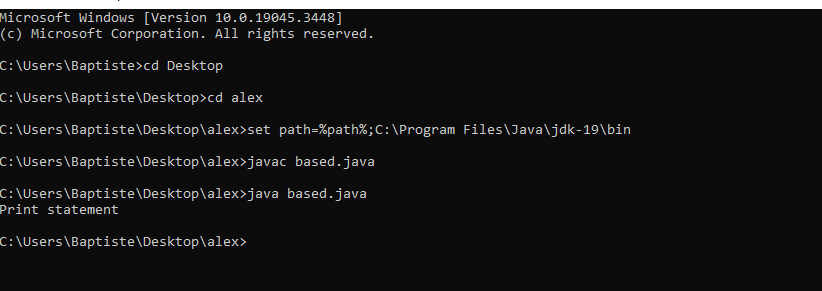 Microsoft Windows [Version 10.0.19045.3448]
(c) Microsoft Corporation. All rights reserved.
C:\Users\Baptiste>cd Desktop
C:\Users\Baptiste\Desktop>cd alex
C:\Users\Baptiste\Desktop\alex>set path=%path%;C:\Program Files\Java\jdk-19\bin
C:\Users\Baptiste\Desktop\alex>javac based.java
C:\Users\Baptiste\Desktop\alex>java based.java
Print statement
C:\Users\Baptiste\Desktop\alex>